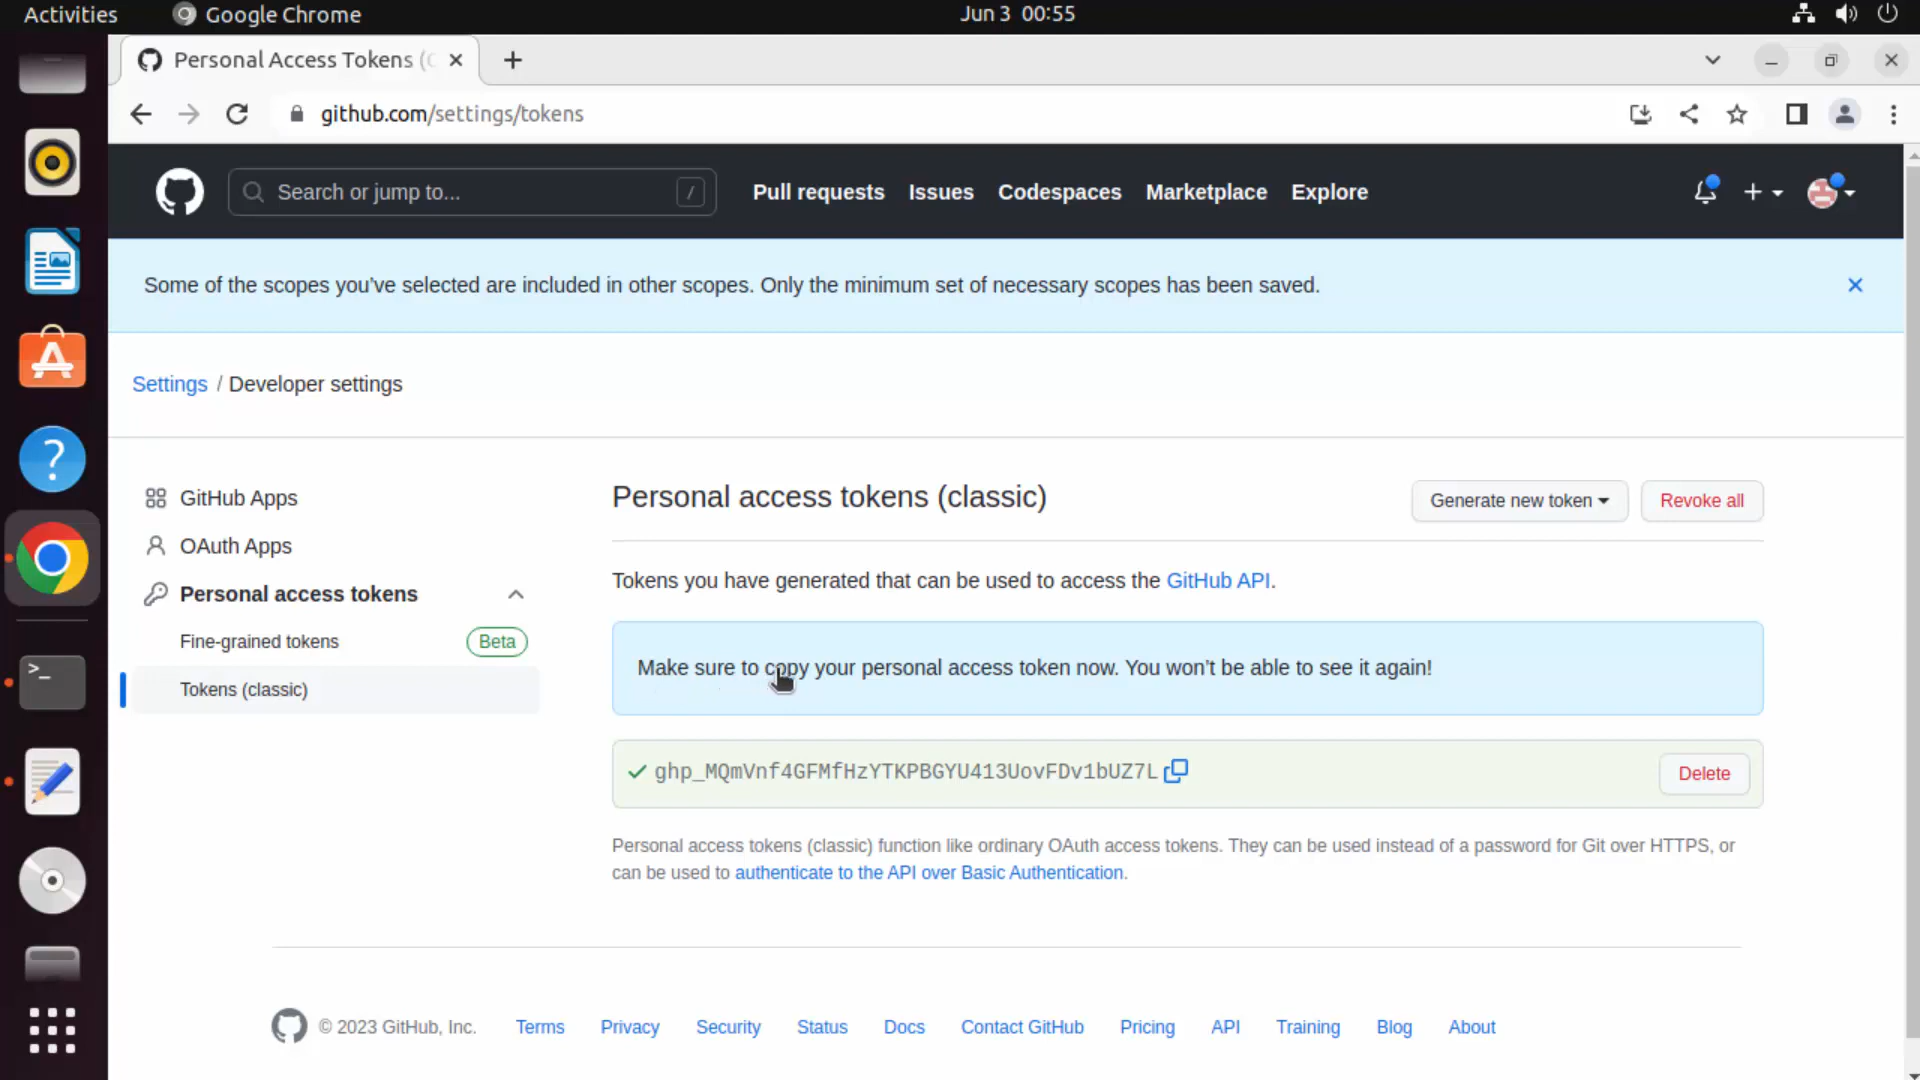 Activities Google Chrome Jun 3 00:55
Personal Access Tokens (
github.com/settings/tokens
Search or jump to... / Pull requests Issues Codespaces Marketplace Explore
Some of the scopes you’ve selected are included in other scopes. Only the minimum set of necessary scopes has been saved.
Settings / Developer settings
GitHub Apps
OAuth Apps
Personal access tokens
Fine-grained tokens Beta
Tokens (classic)
Personal access tokens (classic) Generate new token Revoke all
Tokens you have generated that can be used to access the GitHub API.
Make sure to copy your personal access token now. You won’t be able to see it again!
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 Delete
Personal access tokens (classic) function like ordinary OAuth access tokens. They can be used instead of a password for Git over HTTPS, or
can be used to authenticate to the API over Basic Authentication.
© 2023 GitHub, Inc. Terms Privacy Security Status Docs Contact GitHub Pricing API Training Blog About